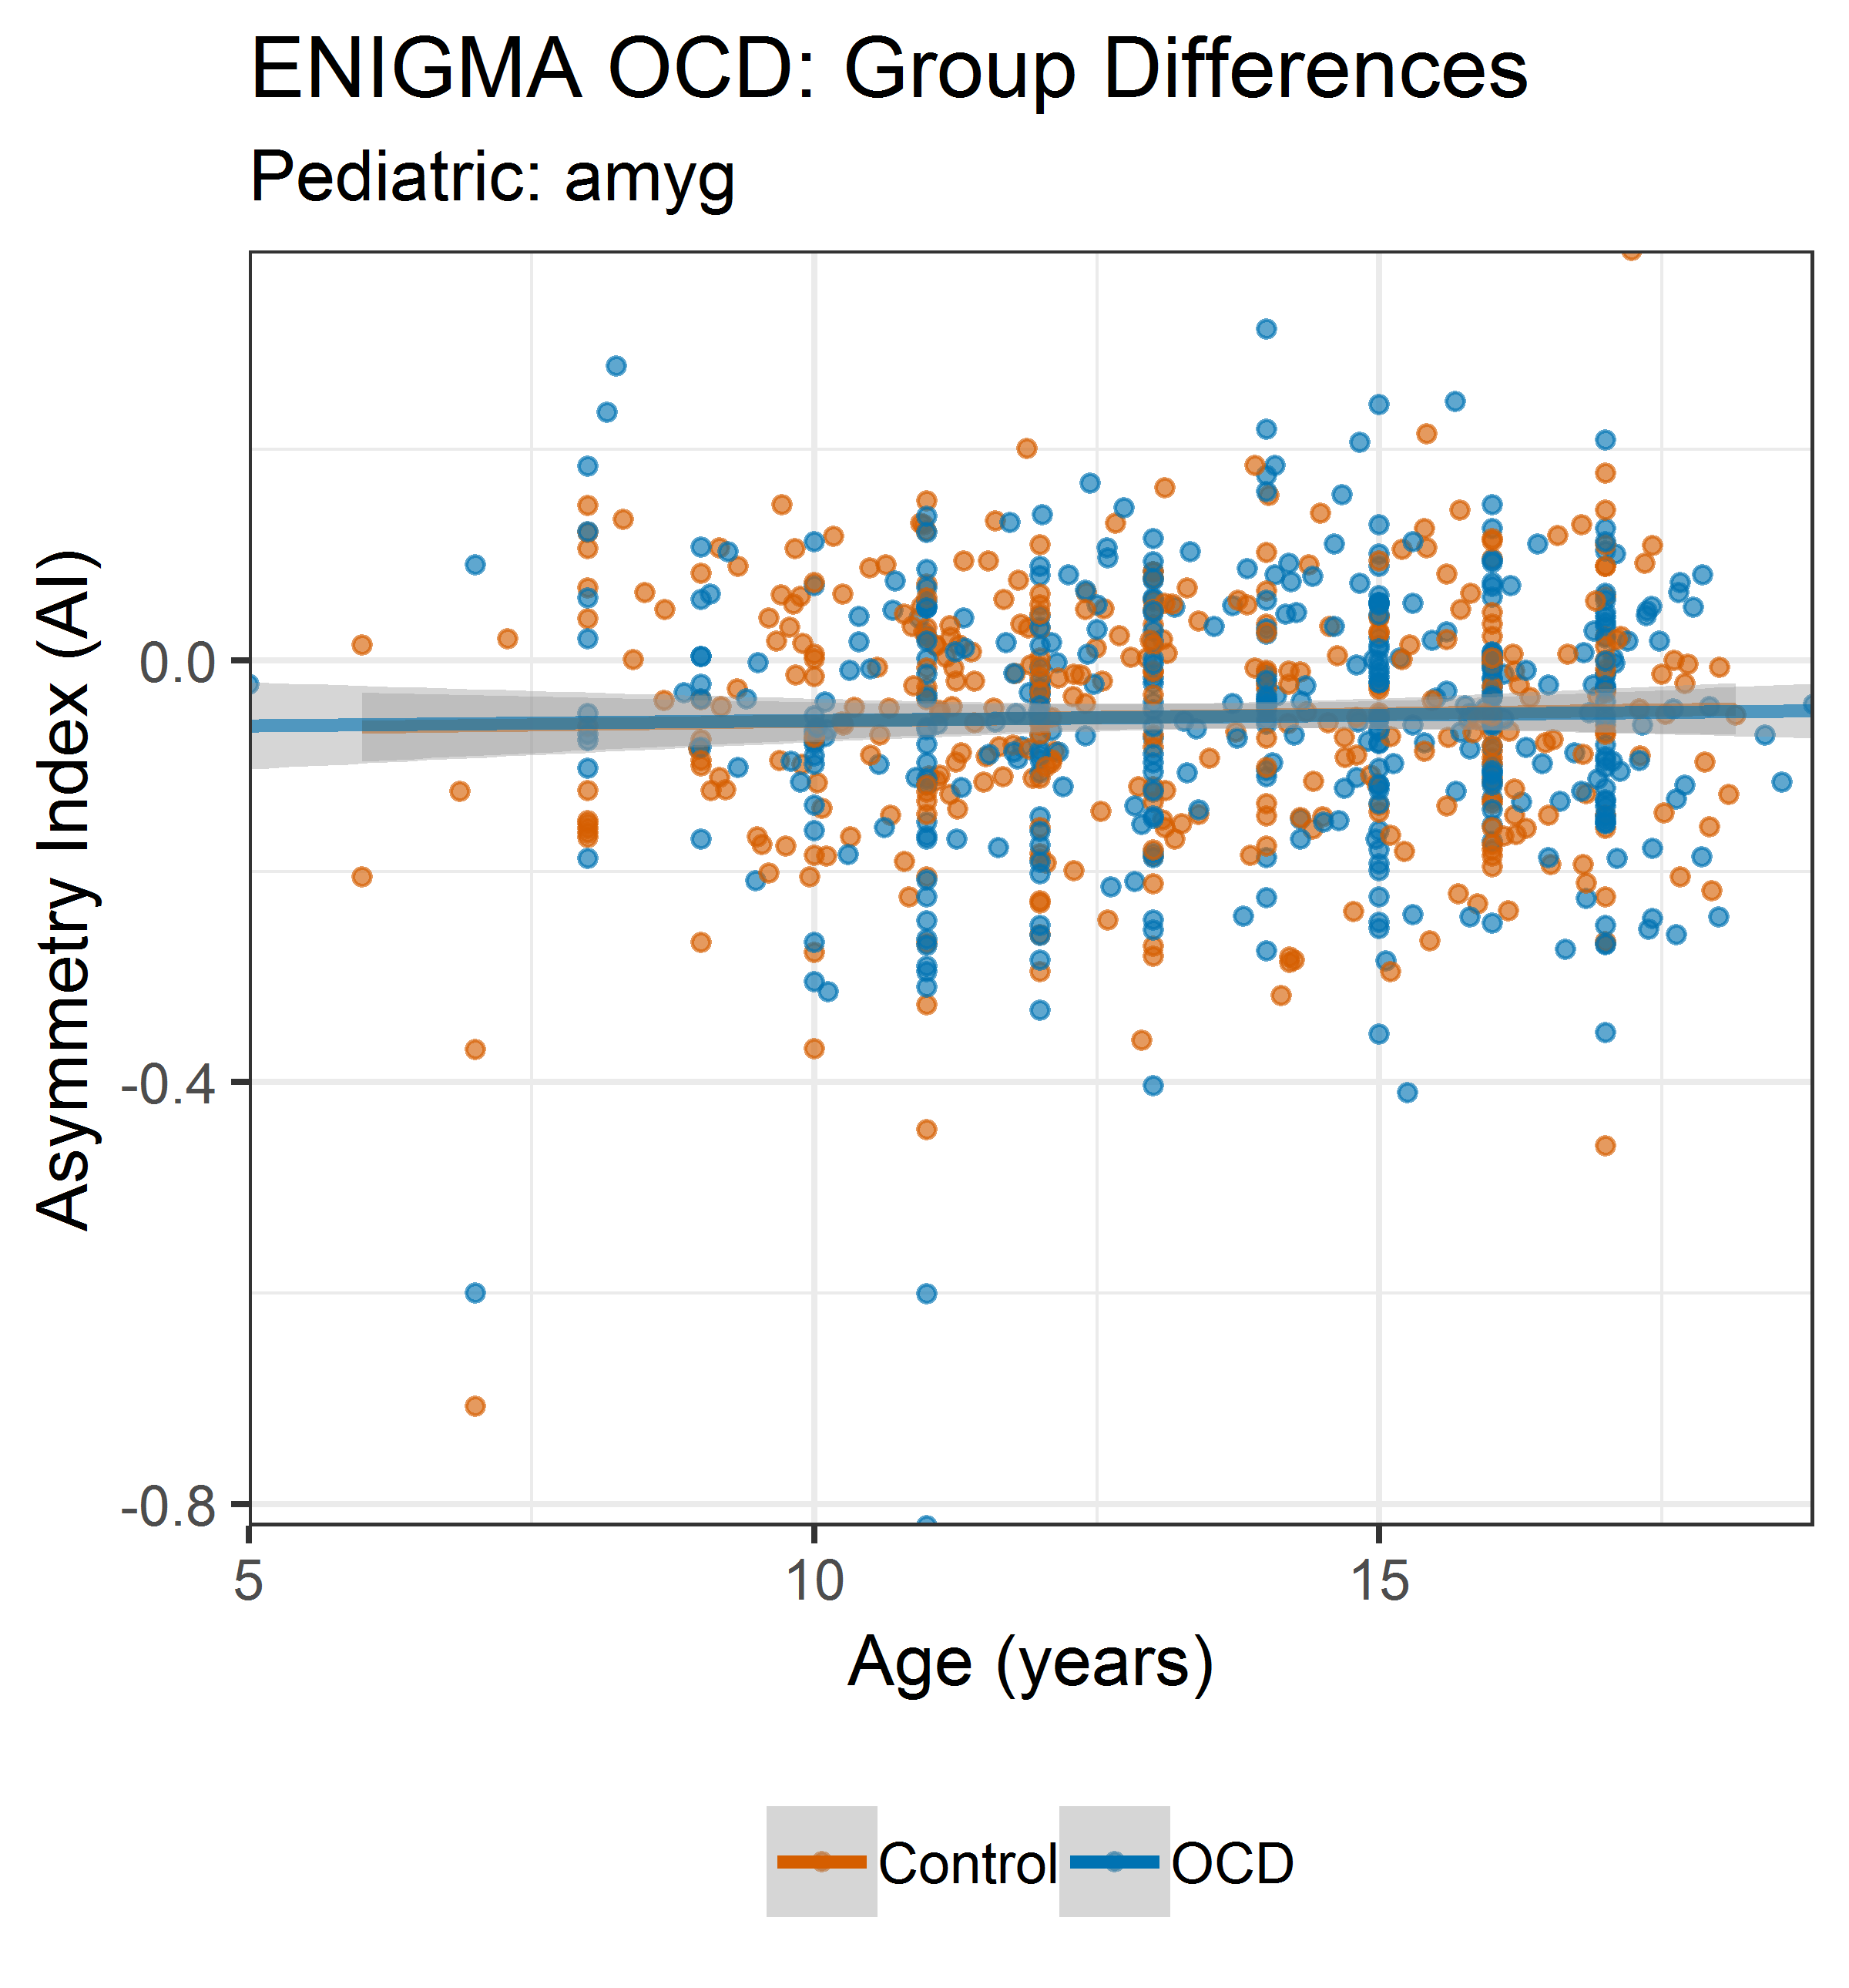 ENIGMA OCD: Group Differences
Pediatric: amyg
Asymmetry Index (AI)
0.0
-0.4
-0.8
5 10 15
Age (years)
Control OCD